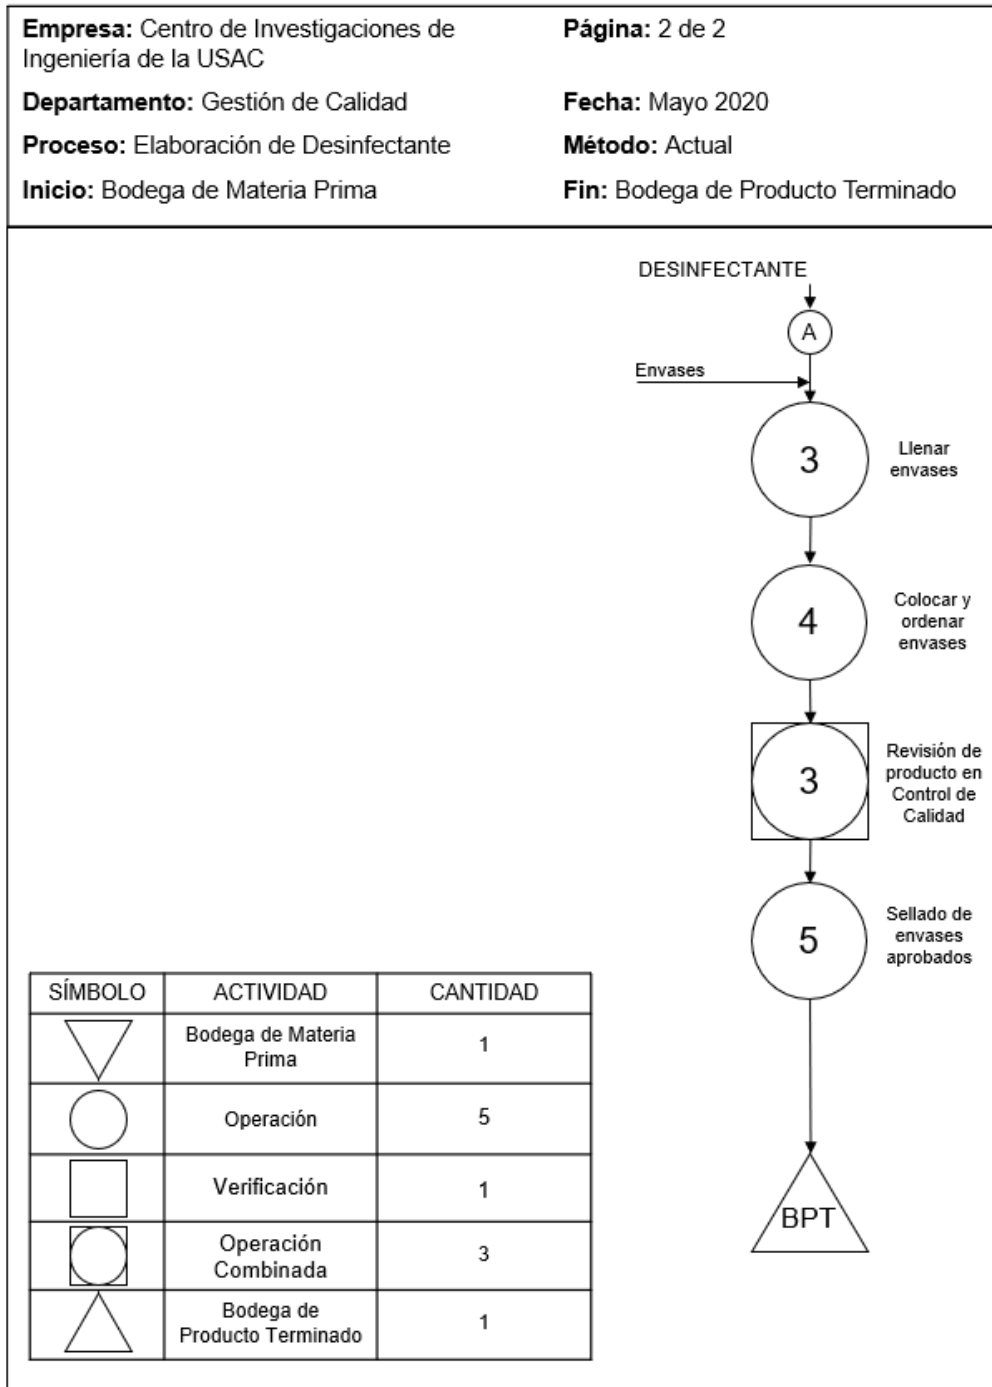 Empresa: Centro de Investigaciones de
Ingeniería de la USAC
Página: 2 de 2
Departamento: Gestión de Calidad
Fecha: Mayo 2020
Proceso: Elaboración de Desinfectante
Método: Actual
Inicio: Bodega de Materia Prima
Fin: Bodega de Producto Terminado
DESINFECTANTE
A
Envases
3
Llenar
envases
4
Colocar y
ordenar
envases
3
Revisión de
producto en
Control de
Calidad
5
Sellado de
envases
aprobados
BPT
SÍMBOLO ACTIVIDAD CANTIDAD
Bodega de Materia
Prima
1
Operación 5
Verificación 1
Operación
Combinada
3
Bodega de
Producto Terminado
1